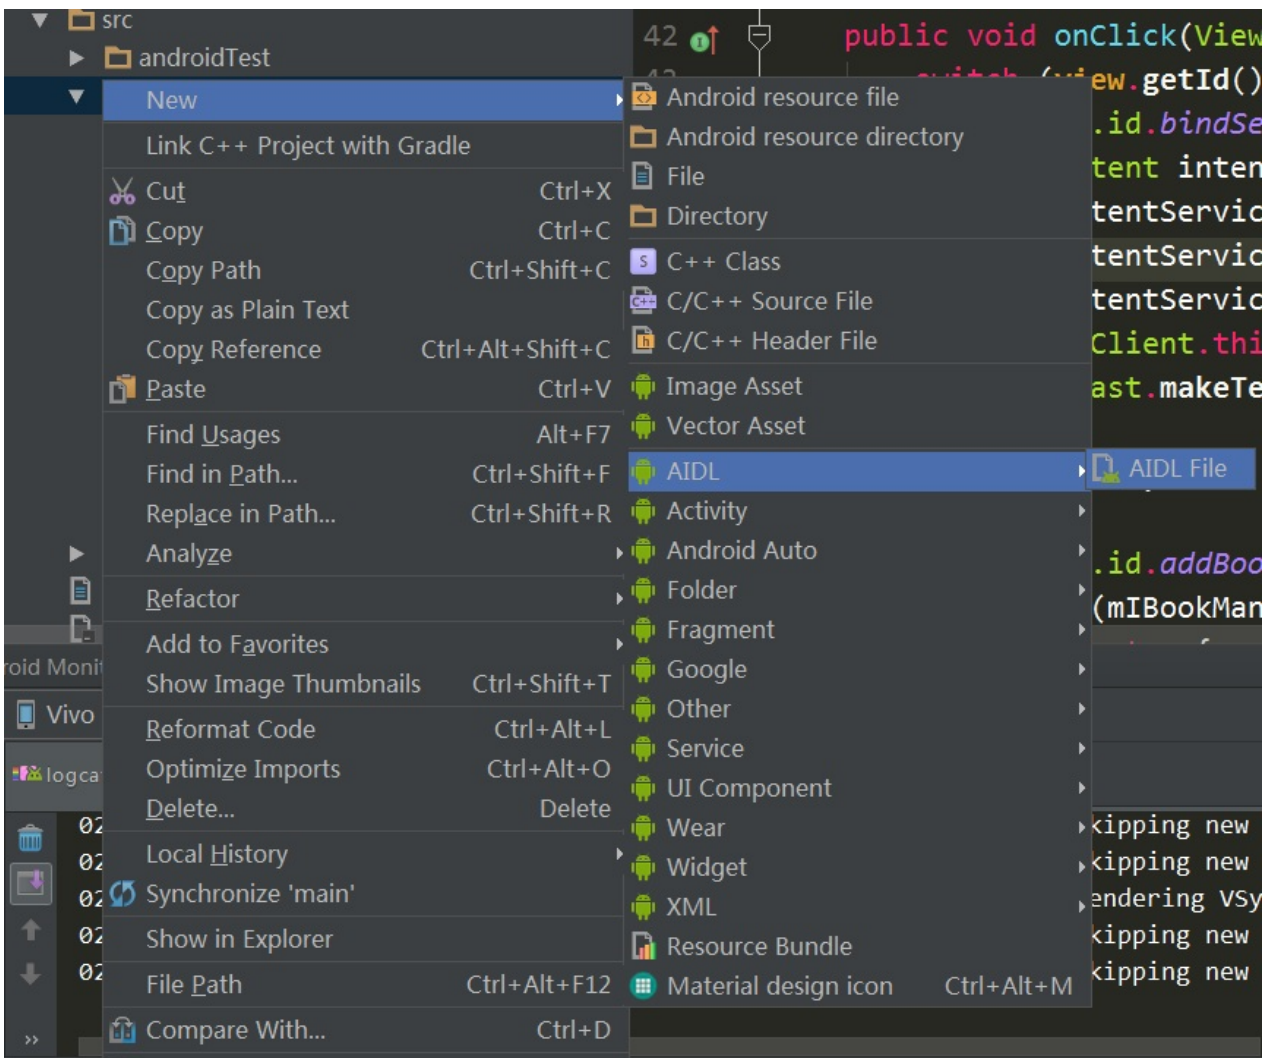 src
androidTest
New
Link C++ Project with Gradle
Cut Ctrl+X
Copy Ctrl+C
Copy Path Ctrl+Shift+C
Copy as Plain Text
Copy Reference Ctrl+Alt+Shift+C
Paste Ctrl+V
Find Usages Alt+F7
Find in Path... Ctrl+Shift+F
Replace in Path... Ctrl+Shift+R
Analyze
Refactor
Add to Favorites
Show Image Thumbnails Ctrl+Shift+T
Reformat Code Ctrl+Alt+L
Optimize Imports Ctrl+Alt+O
Delete... Delete
Local History
Synchronize 'main'
Show in Explorer
File Path Ctrl+Alt+F12
Compare With... Ctrl+D
Android resource file
Android resource directory
File
Directory
C++ Class
C/C++ Source File
C/C++ Header File
Image Asset
Vector Asset
AIDL
Activity
Android Auto
Folder
Fragment
Google
Other
Service
UI Component
Wear
Widget
XML
Resource Bundle
Material design icon Ctrl+Alt+M
AIDL File
42 public void onClick(View
ew.getId()
.id.bindSe
tent inten
tentServic
tentServic
tentServic
Client.thi
ast.makeTe
.id.addBoo
(mIBookMan
roid Monit
Vivo
logca
02 kipping new
02 kipping new
02 endering VSy
02 kipping new
02 kipping new